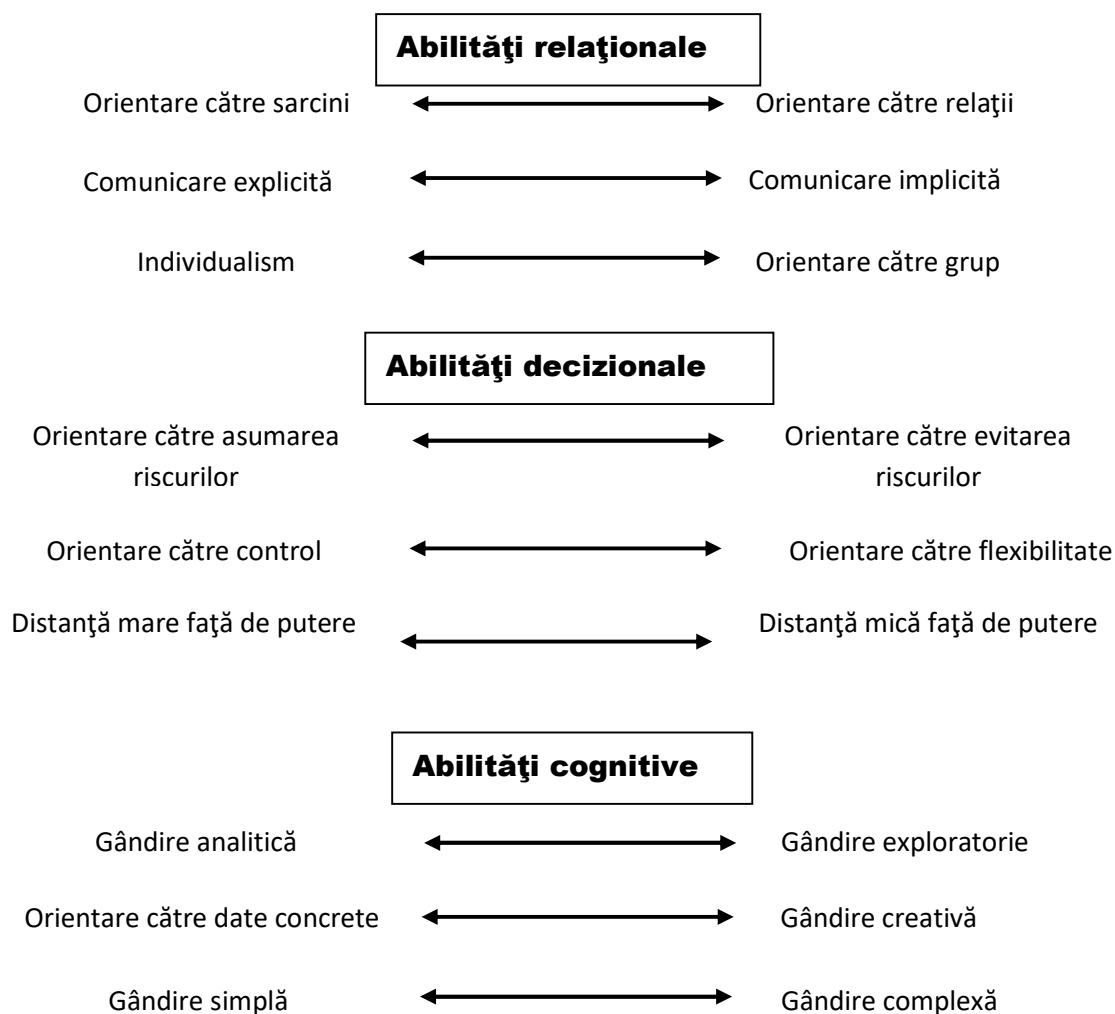 Abilităţi relaţionale
Orientare către sarcini
Orientare către relaţii
Comunicare explicită
Comunicare implicită
Individualism
Orientare către grup
Abilităţi decizionale
Orientare către asumarea
riscurilor
Orientare către evitarea
riscurilor
Orientare către control
Orientare către flexibilitate
Distanţă mare faţă de putere
Distanţă mică faţă de putere
Abilităţi cognitive
Gândire analitică
Gândire exploratorie
Orientare către date concrete
Gândire creativă
Gândire simplă
Gândire complexă